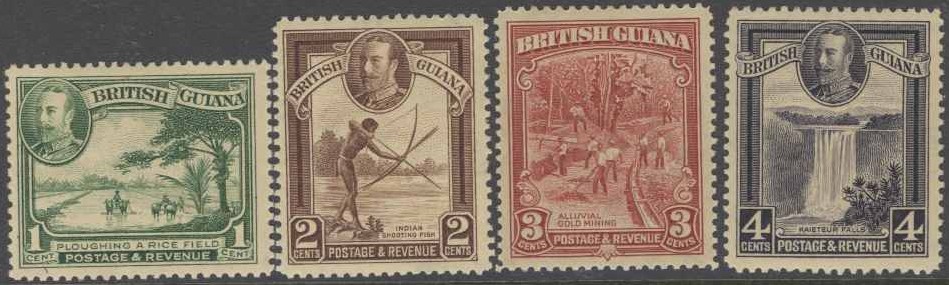 BRITISH GUIANA
PLOUGHING A RICE FIELD
1 CENT POSTAGE & REVENUE 1 CENT
BRITISH GUIANA
INDIAN
SHOOTING FISH
2 CENTS POSTAGE & REVENUE 2 CENTS
BRITISH GUIANA
ALLUVIAL
GOLD MINING
3 CENTS POSTAGE & REVENUE 3 CENTS
BRITISH GUIANA
KAIETEUR FALLS
4 CENTS POSTAGE & REVENUE 4 CENTS